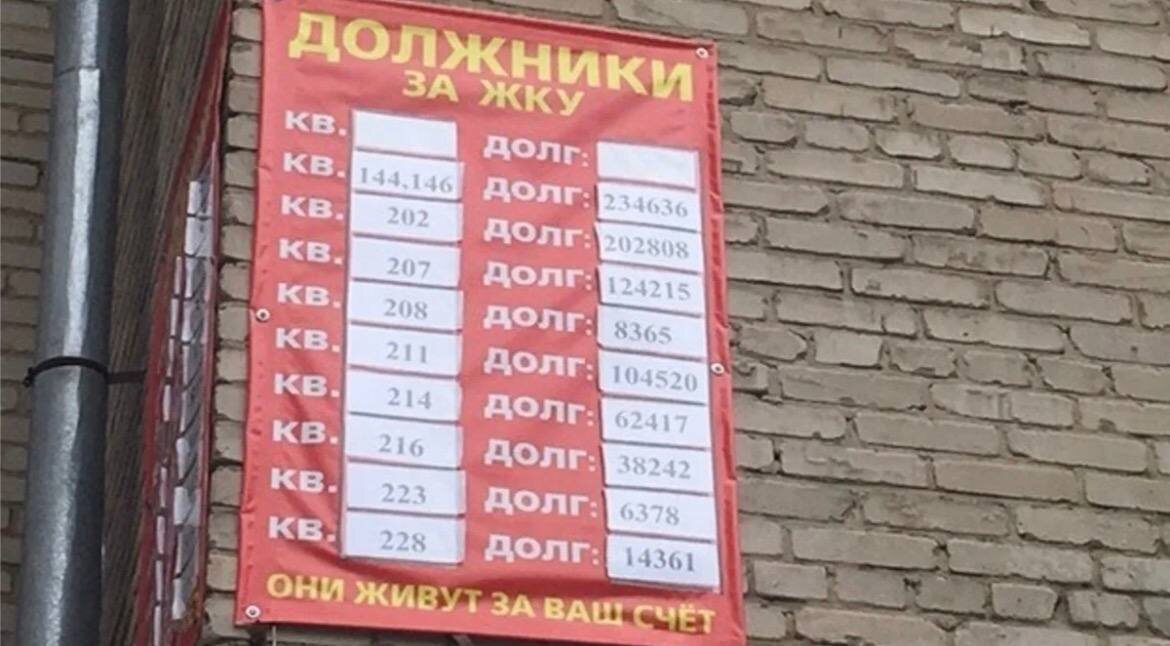 ДОЛЖНИКИ
ЗА ЖКУ
КВ. ДОЛГ:
КВ. 144,146 ДОЛГ: 234636
КВ. 202 ДОЛГ: 202808
КВ. 207 ДОЛГ: 124215
КВ. 208 ДОЛГ: 8365
КВ. 211 ДОЛГ: 104520
КВ. 214 ДОЛГ: 62417
КВ. 216 ДОЛГ: 38242
КВ. 223 ДОЛГ: 6378
КВ. 228 ДОЛГ: 14361
ОНИ ЖИВУТ ЗА ВАШ СЧЁТ